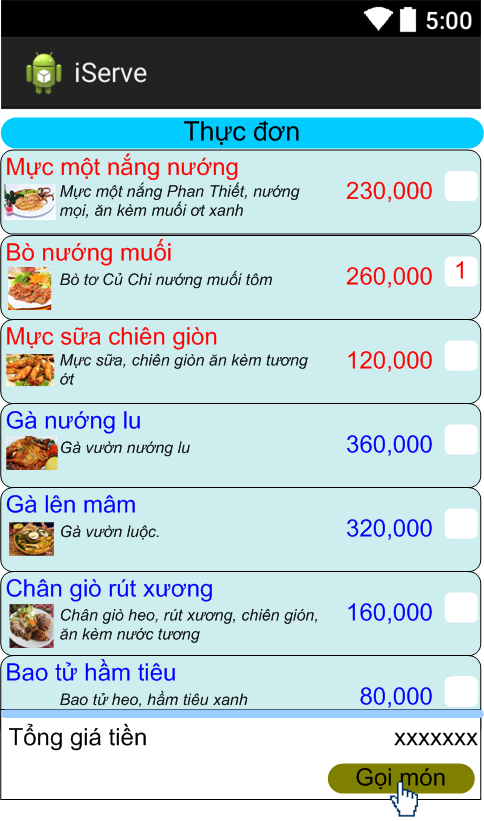 5:00
iServe
Thực đơn
Mực một nắng nướng
Mực một nắng Phan Thiết, nướng
mọi, ăn kèm muối ơt xanh
230,000
Bò nướng muối
Bò tơ Củ Chi nướng muối tôm
260,000
1
Mực sữa chiên giòn
Mực sữa, chiên giòn ăn kèm tương
ớt
120,000
Gà nướng lu
Gà vườn nướng lu
360,000
Gà lên mâm
Gà vườn luộc.
320,000
Chân giò rút xương
Chân giò heo, rút xương, chiên gión,
ăn kèm nước tương
160,000
Bao tử hầm tiêu
Bao tử heo, hầm tiêu xanh
80,000
Tổng giá tiền
xxxxxxx
Gọi món